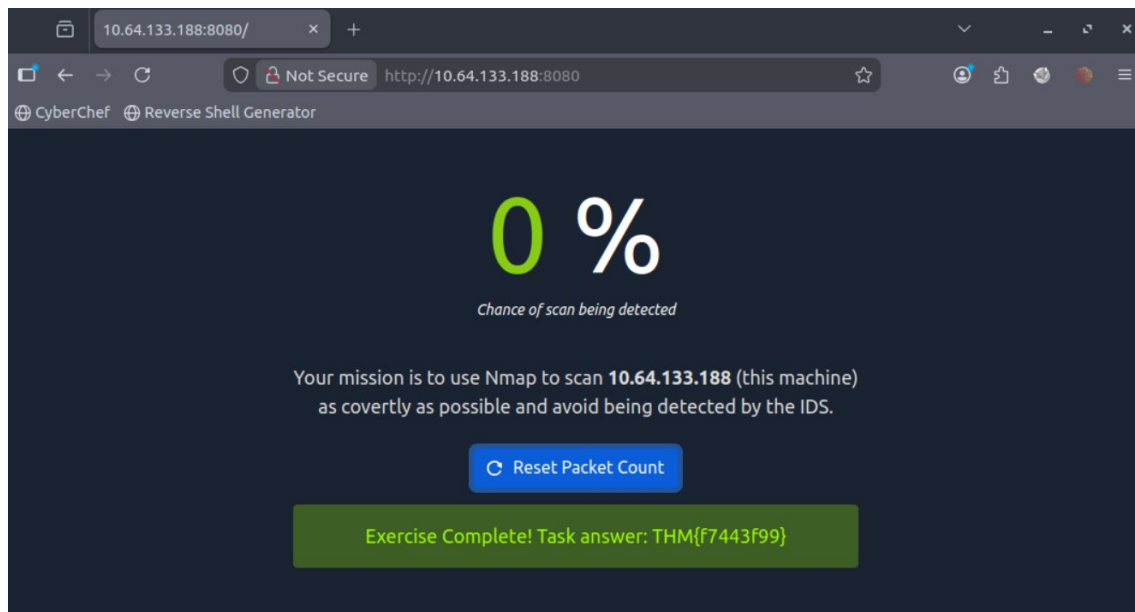 10.64.133.188:8080/
Not Secure http://10.64.133.188:8080
CyberChef Reverse Shell Generator
0 %
Chance of scan being detected
Your mission is to use Nmap to scan 10.64.133.188 (this machine)
as covertly as possible and avoid being detected by the IDS.
Reset Packet Count
Exercise Complete! Task answer: THM{f7443f99}